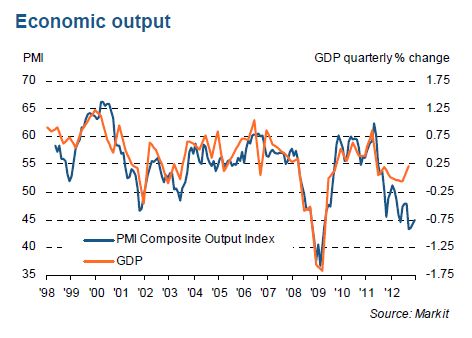 Economic output
PMI GDP quarterly % change
70 1.75
65 1.25
60 0.75
55 0.25
50 -0.25
45 -0.75
40 -1.25
35 -1.75
PMI Composite Output Index
GDP
'98 '99 '00 '01 '02 '03 '04 '05 '06 '07 '08 '09 '10 '11 '12
Source: Markit